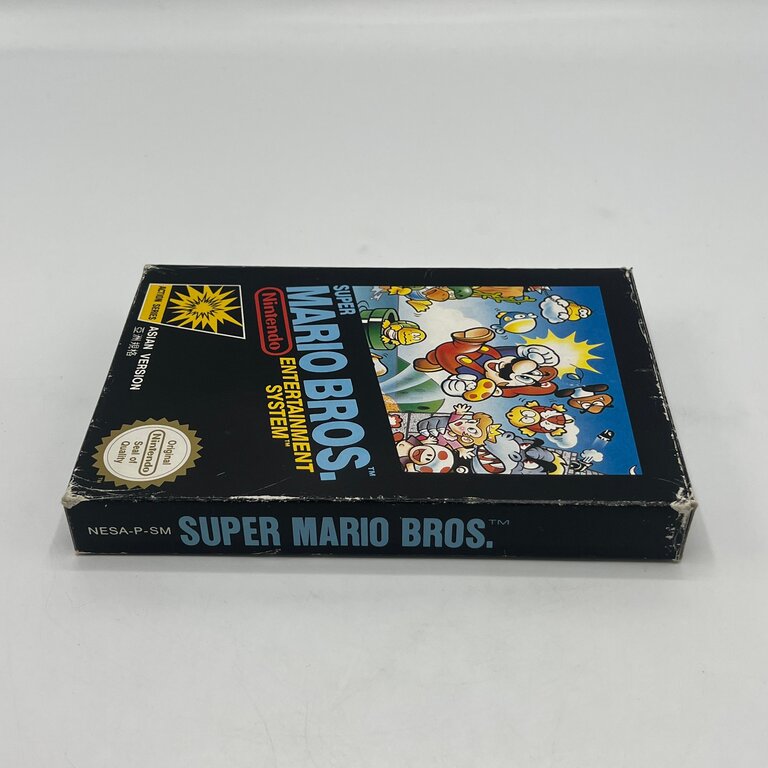 SUPER
MARIO BROS.™
Nintendo
ENTERTAINMENT
SYSTEM™
ACTION SERIES
ASIAN VERSION
亞洲規格
Original
Nintendo
Seal of
Quality
™
NESA-P-SM
SUPER MARIO BROS.™